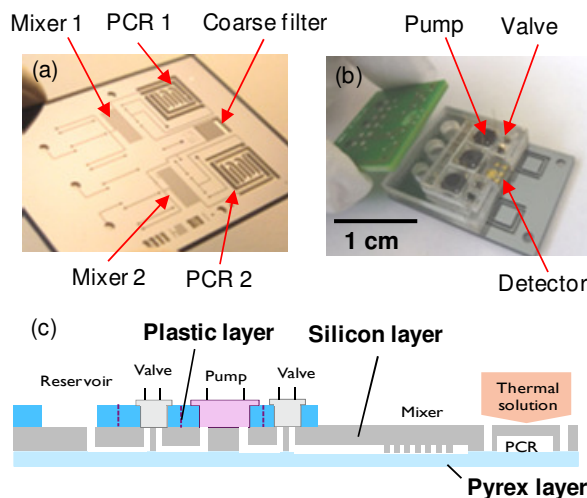 Mixer 1 PCR 1 Coarse filter
(a)
Mixer 2 PCR 2
Pump Valve
(b)
1 cm
Detector
(c)
Plastic layer Silicon layer
Reservoir Valve Pump Valve Mixer
Thermal
solution
PCR
Pyrex layer